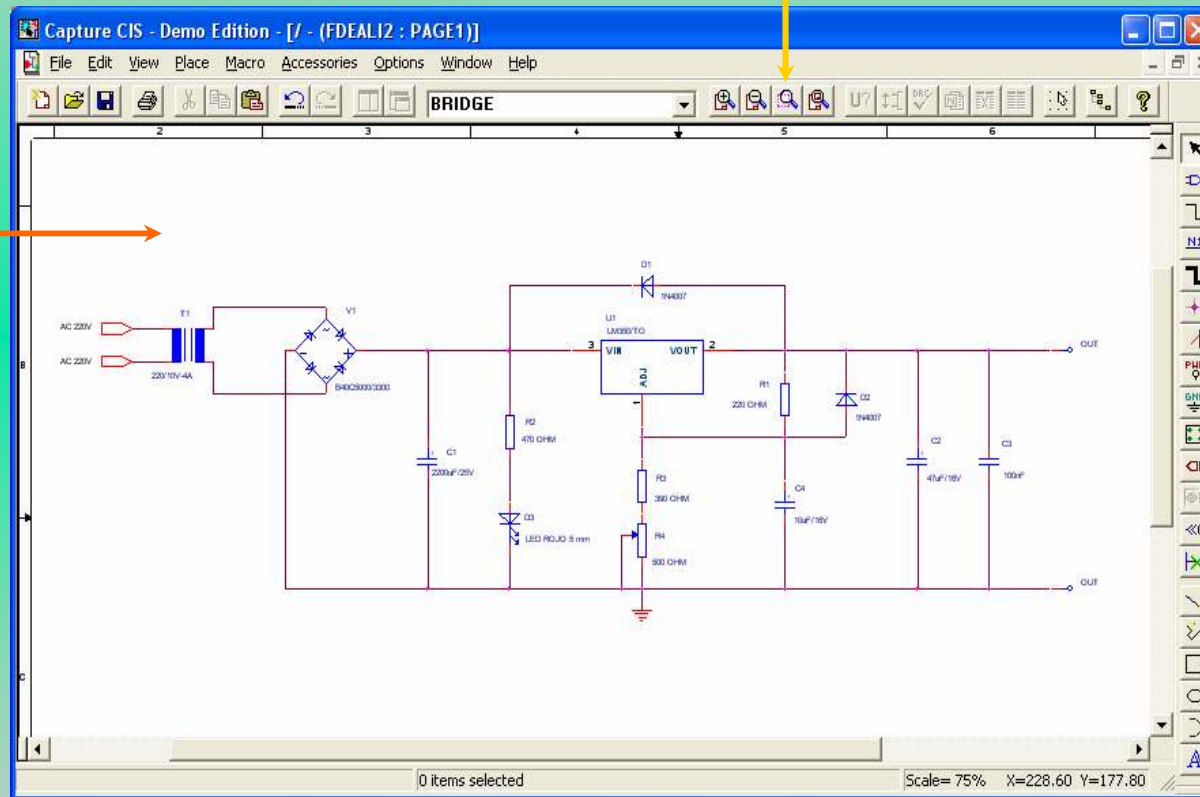 Capture CIS - Demo Edition - [/ - (FDEALI2 : PAGE1)]
File Edit View Place Macro Accessories Options Window Help
BRIDGE
U?
DRC
2 3 4 5 6
B
C
T1
AC 220V
AC 220V
220/10V-4A
V1
B40C5000/3300
D1
1N4007
U1
LM350/TO
3 VIN VOUT 2
ADJ
1
OUT
R1
220 OHM
D2
1N4007
R2
470 OHM
C1
2200uF/25V
R3
390 OHM
C2
47uF/16V
C3
100nF
C4
10uF/16V
D3
LED ROJO 5 mm
R4
500 OHM
OUT
0 items selected
Scale= 75% X=228.60 Y=177.80